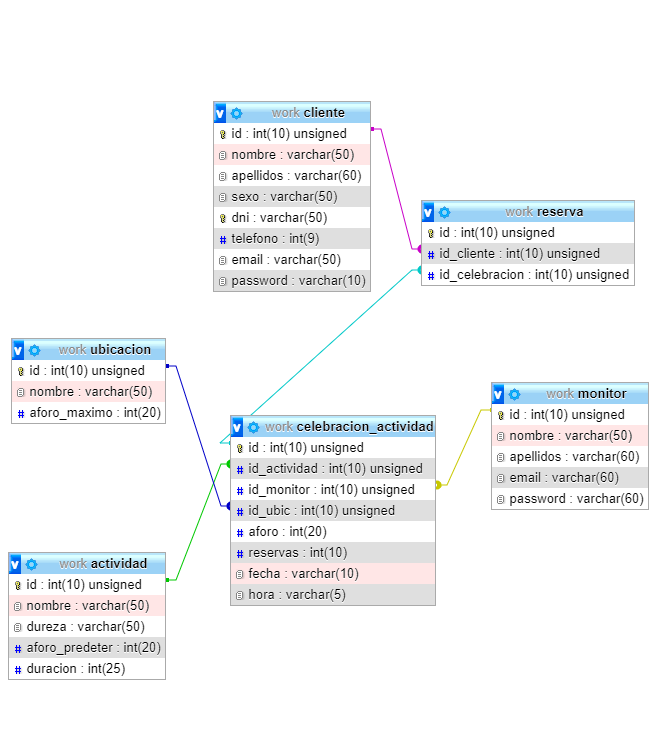 work cliente
id : int(10) unsigned
nombre : varchar(50)
apellidos : varchar(60)
sexo : varchar(50)
dni : varchar(50)
telefono : int(9)
email : varchar(50)
password : varchar(10)
work reserva
id : int(10) unsigned
id_cliente : int(10) unsigned
id_celebracion : int(10) unsigned
work ubicacion
id : int(10) unsigned
nombre : varchar(50)
aforo_maximo : int(20)
work monitor
id : int(10) unsigned
nombre : varchar(50)
apellidos : varchar(60)
email : varchar(60)
password : varchar(60)
work celebracion_actividad
id : int(10) unsigned
id_actividad : int(10) unsigned
id_monitor : int(10) unsigned
id_ubic : int(10) unsigned
aforo : int(20)
reservas : int(10)
fecha : varchar(10)
hora : varchar(5)
work actividad
id : int(10) unsigned
nombre : varchar(50)
dureza : varchar(50)
aforo_predeter : int(20)
duracion : int(25)